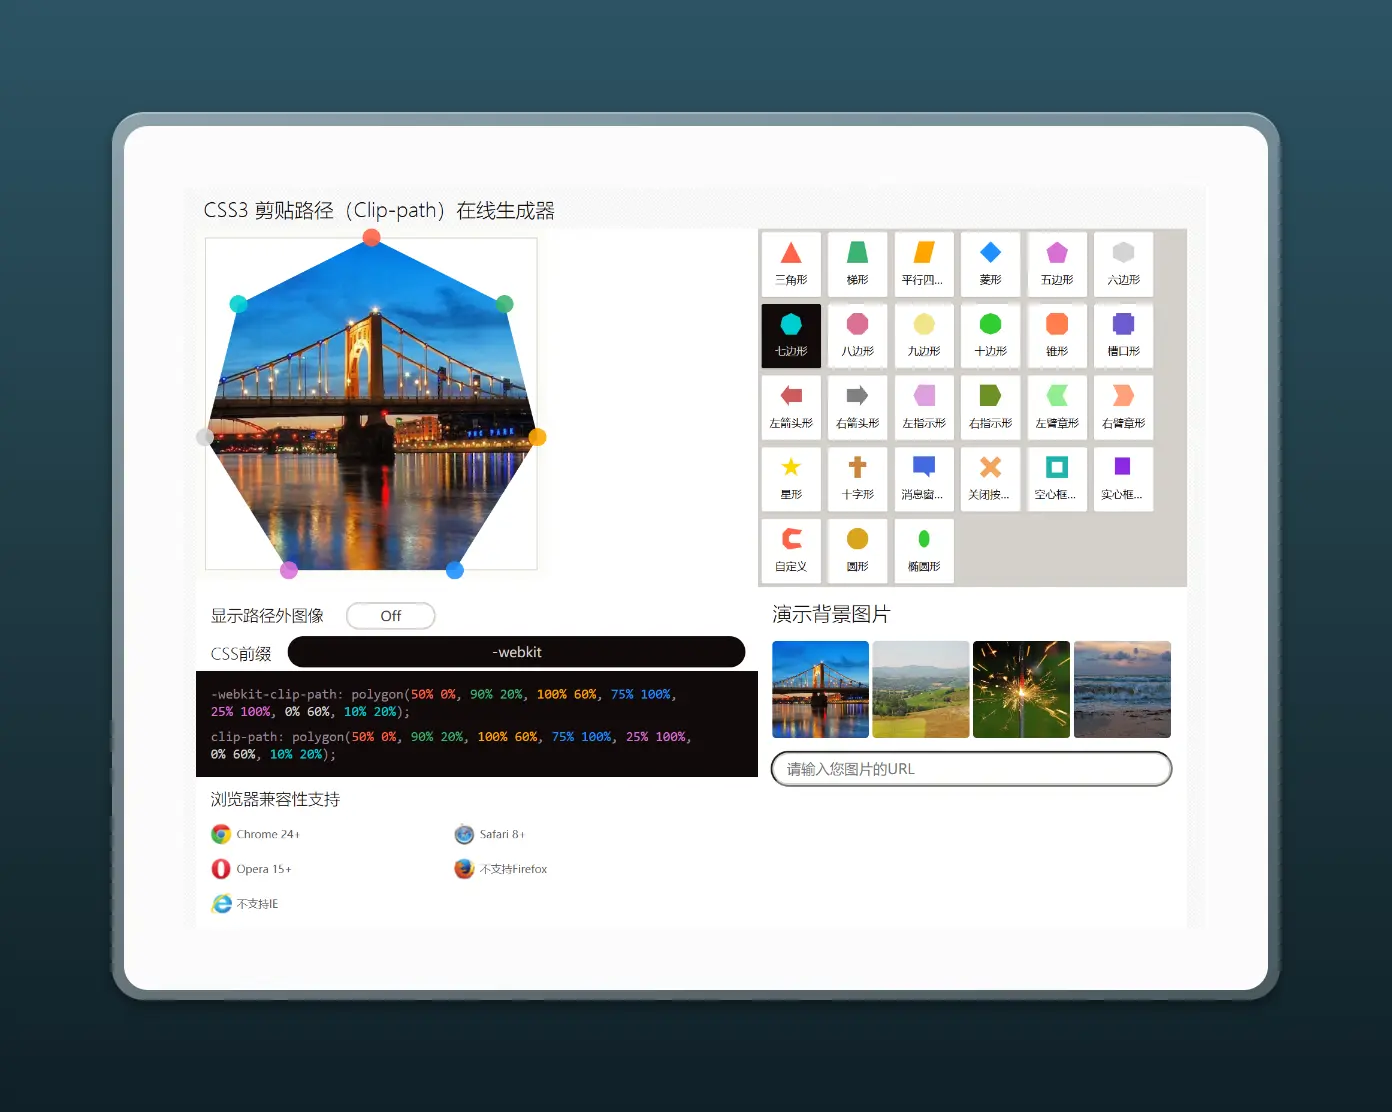 CSS3 剪贴路径（Clip-path）在线生成器
三角形 梯形 平行四... 菱形 五边形 六边形
七边形 八边形 九边形 十边形 锥形 槽口形
左箭头形 右箭头形 左指示形 右指示形 左臂章形 右臂章形
星形 十字形 消息窗... 关闭按... 空心框... 实心框...
自定义 圆形 椭圆形
显示路径外图像 Off
CSS前缀 -webkit
-webkit-clip-path: polygon(50% 0%, 90% 20%, 100% 60%, 75% 100%,
25% 100%, 0% 60%, 10% 20%);
clip-path: polygon(50% 0%, 90% 20%, 100% 60%, 75% 100%, 25% 100%,
0% 60%, 10% 20%);
演示背景图片
请输入您图片的URL
浏览器兼容性支持
Chrome 24+ Safari 8+
Opera 15+ 不支持Firefox
不支持IE